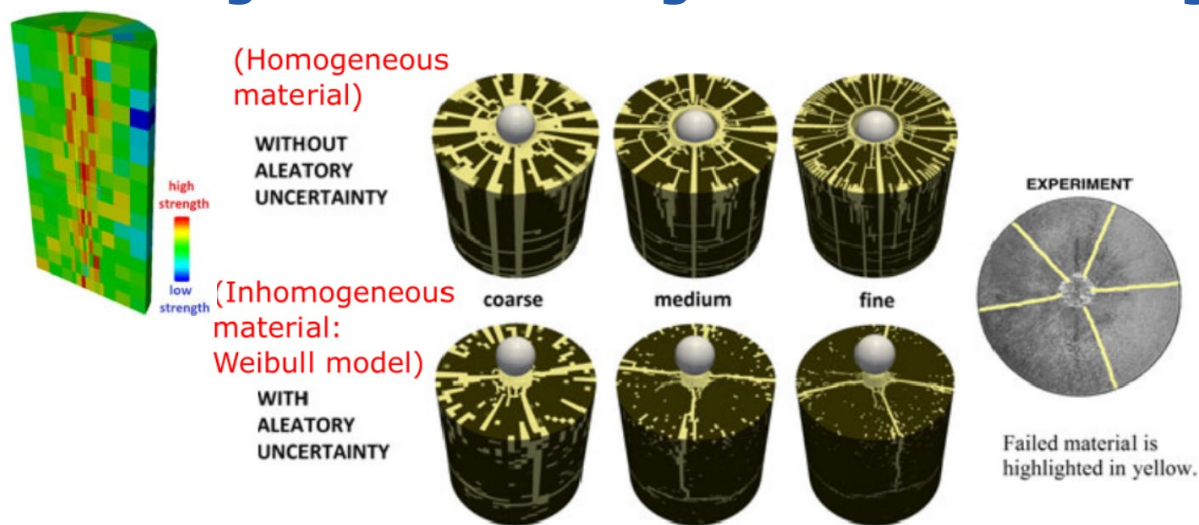 (Homogeneous
material)
WITHOUT
ALEATORY
UNCERTAINTY
high
strength
low
strength
EXPERIMENT
coarse
medium
fine
(Inhomogeneous
material:
Weibull model)
WITH
ALEATORY
UNCERTAINTY
Failed material is
highlighted in yellow.